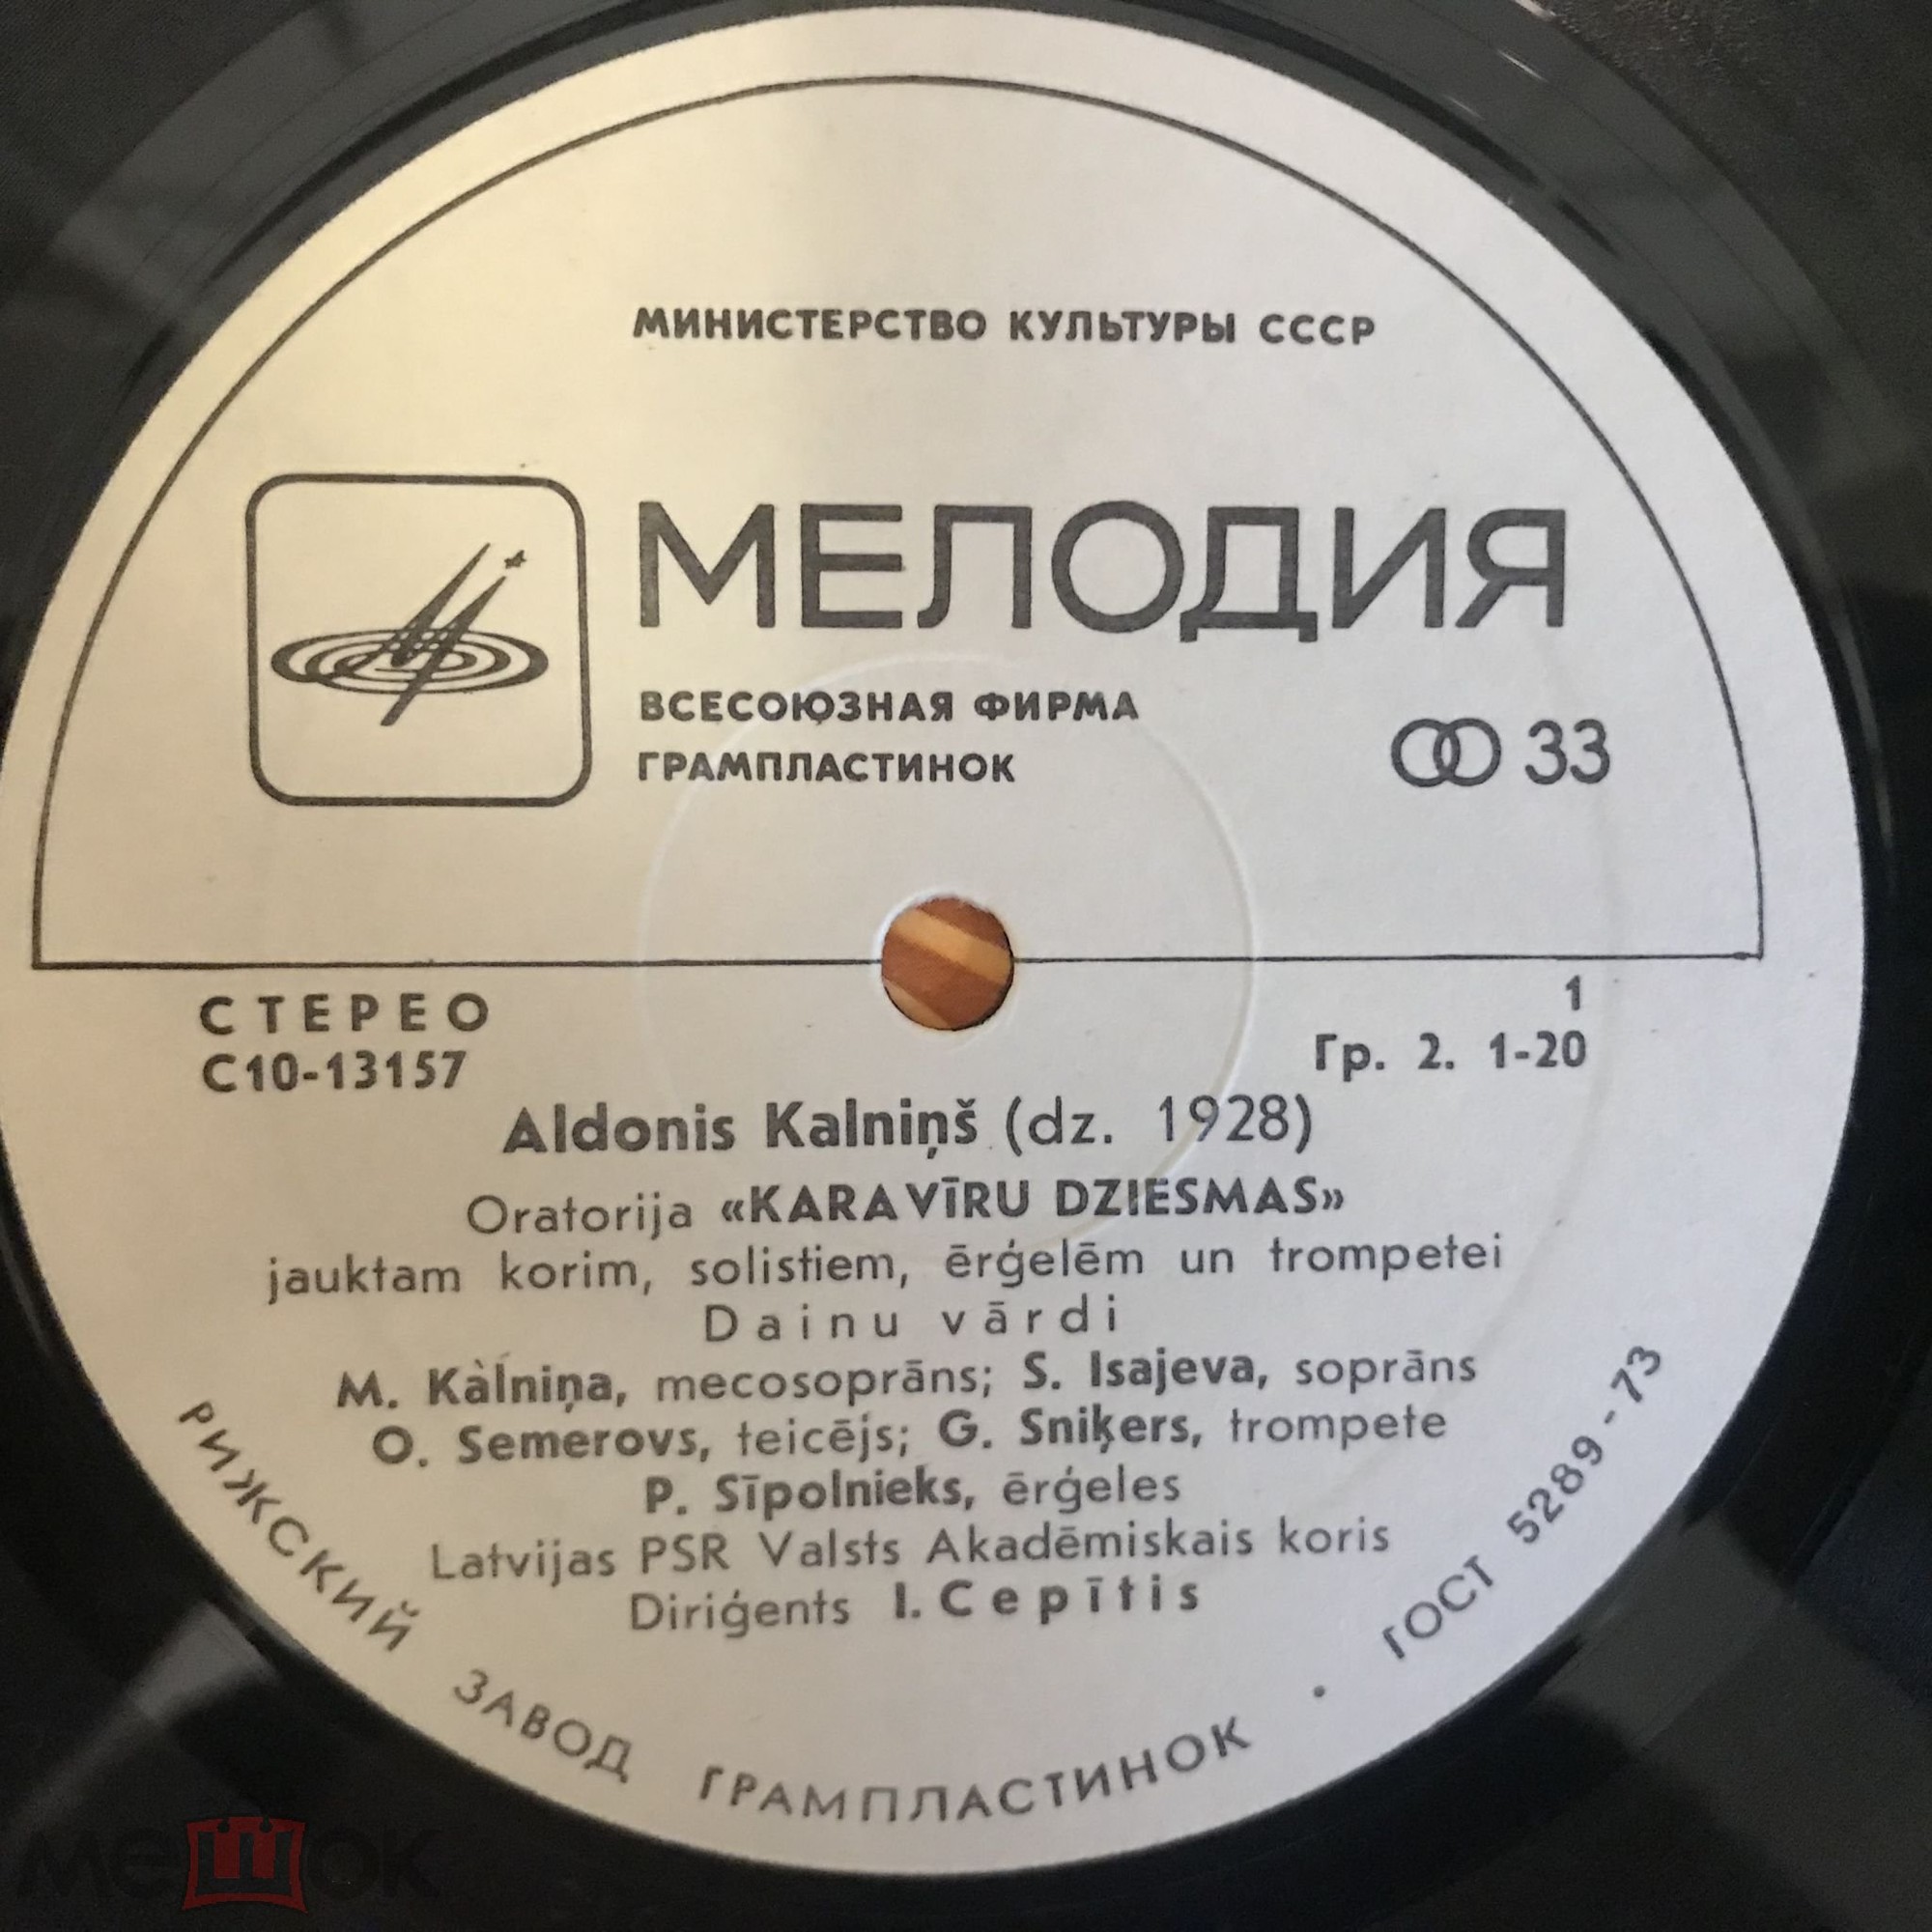 МИНИСТЕРСТВО КУЛЬТУРЫ СССР
МЕЛОДИЯ
ВСЕСОЮЗНАЯ ФИРМА
ГРАМПЛАСТИНОК
33
СТЕРЕО
1
С10-13157
Гр. 2. 1-20
Aldonis Kalniņš (dz. 1928)
Oratorija «KARAVĪRU DZIESMAS»
jauktam korim, solistiem, ērģelēm un trompetei
Dainu vārdi
M. Kàlniņa, mecosoprāns; S. Isajeva, soprāns
O. Semerovs, teicējs; G. Sniķers, trompete
P. Sīpolnieks, ērģeles
Latvijas PSR Valsts Akadēmiskais koris
Diriģents I. Cepītis
РИЖСКИЙ ЗАВОД ГРАМПЛАСТИНОК · ГОСТ 5289-73
мешок